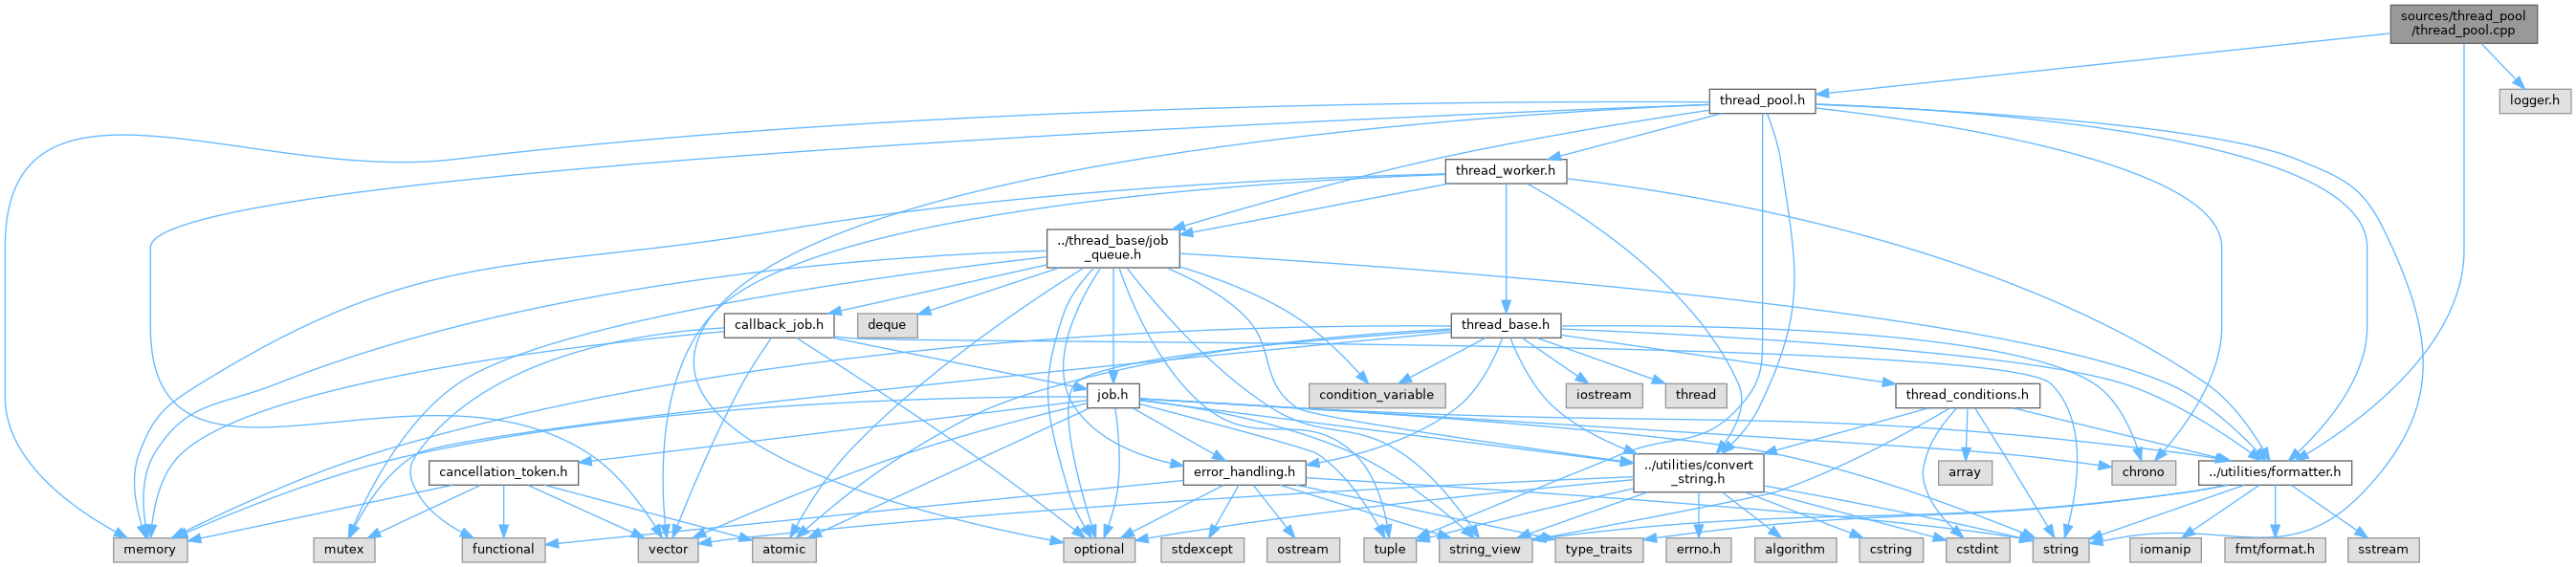 sources/thread_pool
/thread_pool.cpp
thread_pool.h
logger.h
thread_worker.h
../thread_base/job
_queue.h
callback_job.h
deque
thread_base.h
job.h
condition_variable
iostream
thread
thread_conditions.h
cancellation_token.h
error_handling.h
../utilities/convert
_string.h
array
chrono
../utilities/formatter.h
memory
mutex
functional
vector
atomic
optional
stdexcept
ostream
tuple
string_view
type_traits
errno.h
algorithm
cstring
cstdint
string
iomanip
fmt/format.h
sstream